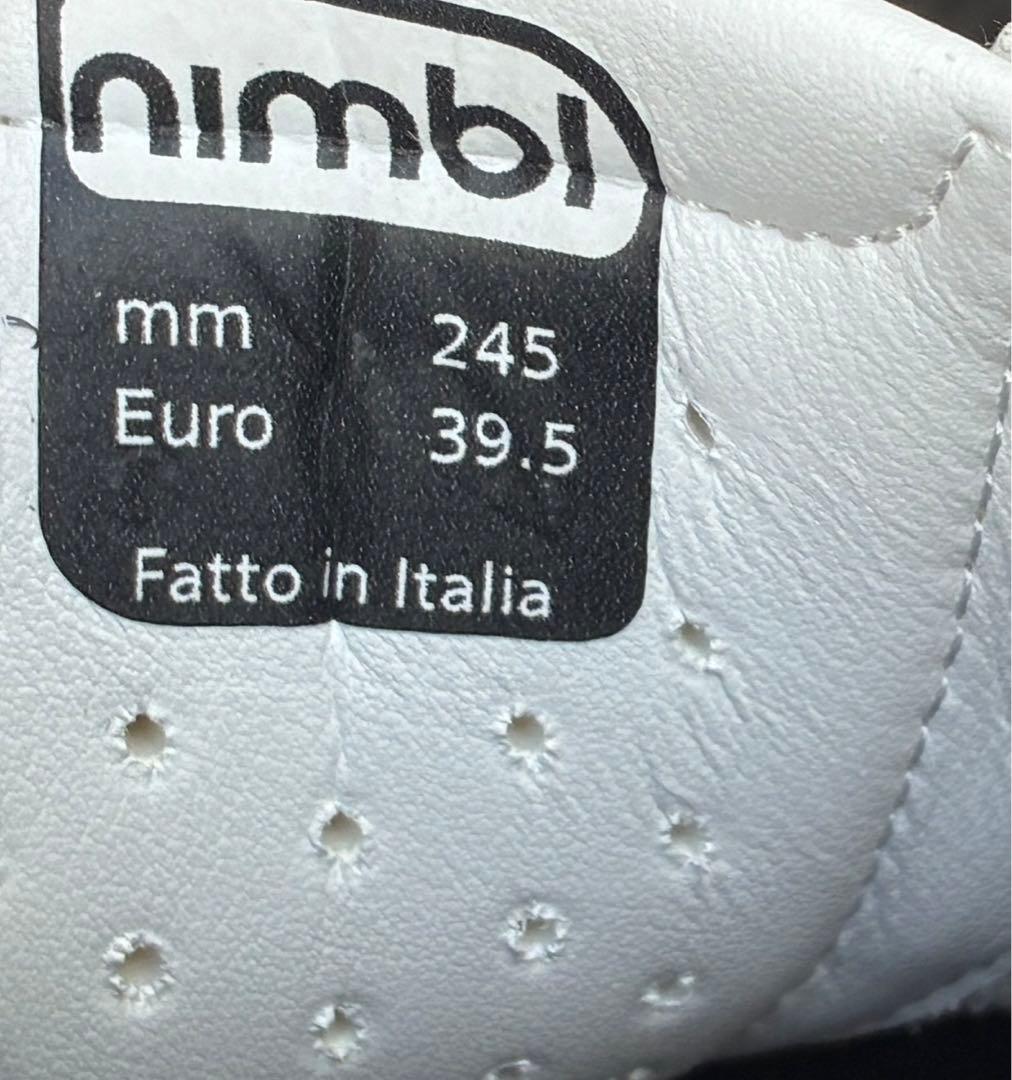 nimbl
mm 245
Euro 39.5
Fatto in Italia